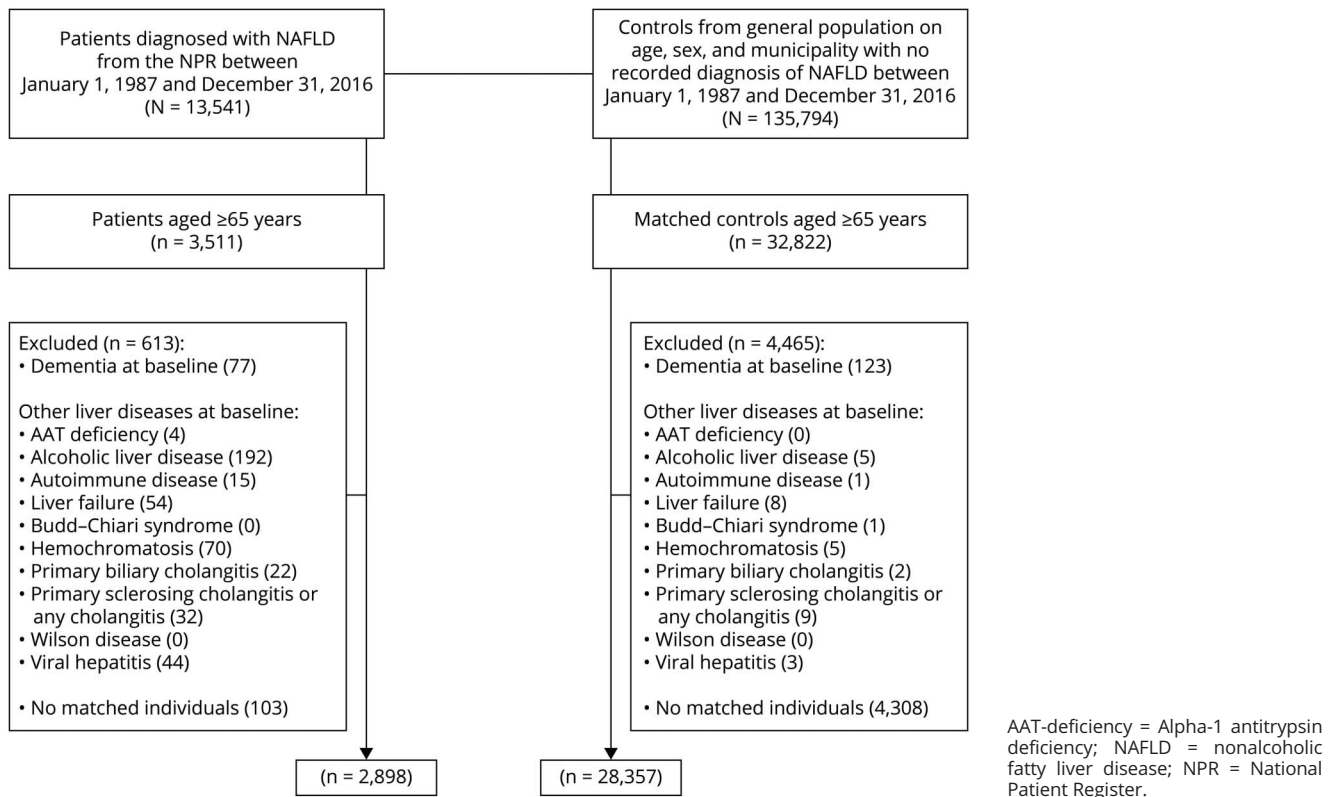 Patients diagnosed with NAFLD
from the NPR between
January 1, 1987 and December 31, 2016
(N = 13,541)
Controls from general population on
age, sex, and municipality with no
recorded diagnosis of NAFLD between
January 1, 1987 and December 31, 2016
(N = 135,794)
Patients aged ≥65 years
(n = 3,511)
Matched controls aged ≥65 years
(n = 32,822)
Excluded (n = 613):
• Dementia at baseline (77)
Other liver diseases at baseline:
• AAT deficiency (4)
• Alcoholic liver disease (192)
• Autoimmune disease (15)
• Liver failure (54)
• Budd–Chiari syndrome (0)
• Hemochromatosis (70)
• Primary biliary cholangitis (22)
• Primary sclerosing cholangitis or
any cholangitis (32)
• Wilson disease (0)
• Viral hepatitis (44)
• No matched individuals (103)
Excluded (n = 4,465):
• Dementia at baseline (123)
Other liver diseases at baseline:
• AAT deficiency (0)
• Alcoholic liver disease (5)
• Autoimmune disease (1)
• Liver failure (8)
• Budd–Chiari syndrome (1)
• Hemochromatosis (5)
• Primary biliary cholangitis (2)
• Primary sclerosing cholangitis or
any cholangitis (9)
• Wilson disease (0)
• Viral hepatitis (3)
• No matched individuals (4,308)
(n = 2,898)
(n = 28,357)
AAT-deficiency = Alpha-1 antitrypsin
deficiency; NAFLD = nonalcoholic
fatty liver disease; NPR = National
Patient Register.